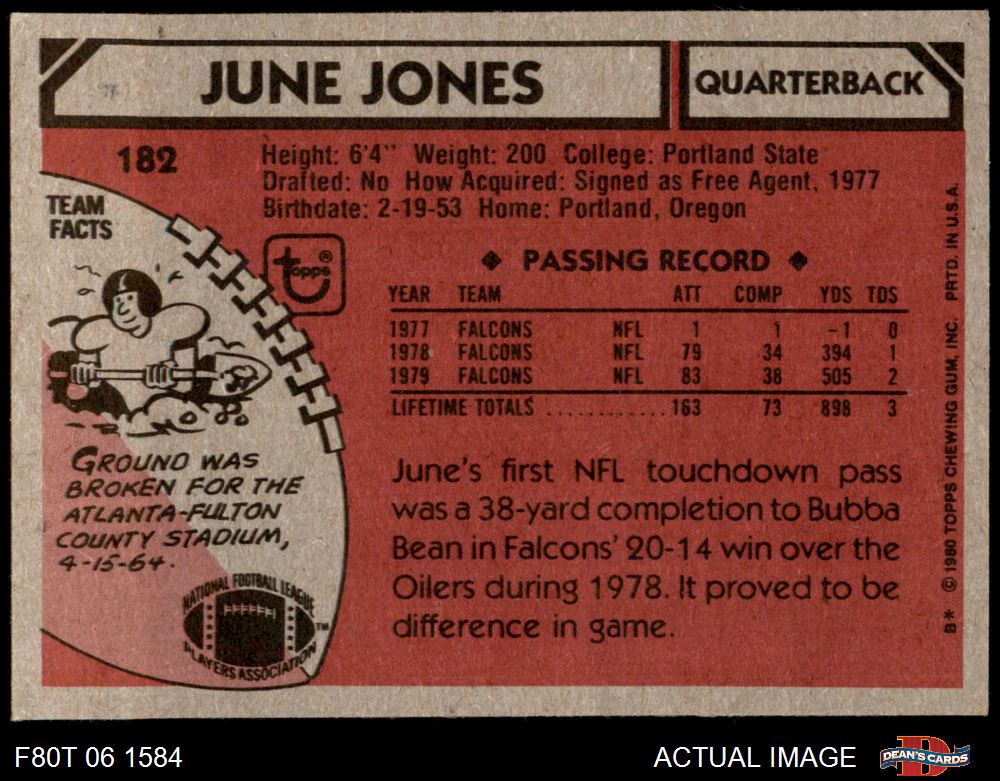 JUNE JONES
QUARTERBACK
182
Height: 6'4" Weight: 200 College: Portland State
Drafted: No How Acquired: Signed as Free Agent, 1977
Birthdate: 2-19-53 Home: Portland, Oregon
TEAM
FACTS
topps®
GROUND WAS
BROKEN FOR THE
ATLANTA-FULTON
COUNTY STADIUM,
4-15-64.
NATIONAL FOOTBALL LEAGUE
PLAYERS ASSOCIATION
TM
◆ PASSING RECORD ◆
YEAR TEAM ATT COMP YDS TDS
1977 FALCONS NFL 1 1 -1 0
1978 FALCONS NFL 79 34 394 1
1979 FALCONS NFL 83 38 505 2
LIFETIME TOTALS ............ 163 73 898 3
June's first NFL touchdown pass
was a 38-yard completion to Bubba
Bean in Falcons' 20-14 win over the
Oilers during 1978. It proved to be
difference in game.
B* © 1980 TOPPS CHEWING GUM, INC. PRTD. IN U.S.A.
F80T 06 1584
ACTUAL IMAGE
DEAN'S CARDS